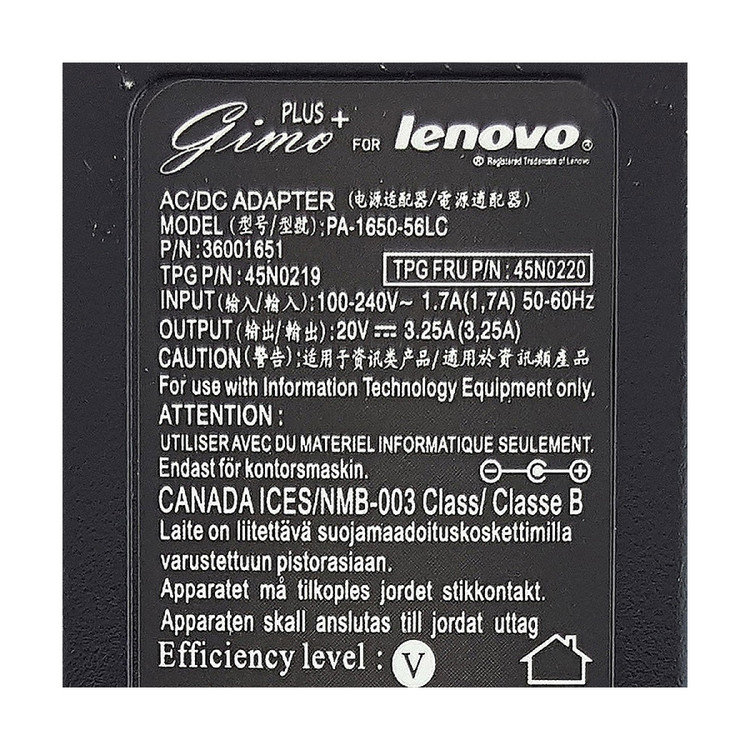 Gimo PLUS + FOR lenovo®
® Registered Trademark of Lenovo
AC/DC ADAPTER (电源适配器/電源適配器)
MODEL (型号/型號):PA-1650-56LC
P/N:36001651
TPG P/N:45N0219 TPG FRU P/N:45N0220
INPUT(输入/輸入):100-240V~ 1.7A(1,7A) 50-60Hz
OUTPUT(输出/輸出):20V⎓ 3.25A(3,25A)
CAUTION(警告):适用于资讯类产品/適用於資訊類產品
For use with Information Technology Equipment only.
ATTENTION:
UTILISER AVEC DU MATERIEL INFORMATIQUE SEULEMENT.
Endast för kontorsmaskin.
CANADA ICES/NMB-003 Class/ Classe B
Laite on liitettävä suojamaadoituskoskettimilla
varustettuun pistorasiaan.
Apparatet må tilkoples jordet stikkontakt.
Apparaten skall anslutas till jordat uttag
Efficiency level : V